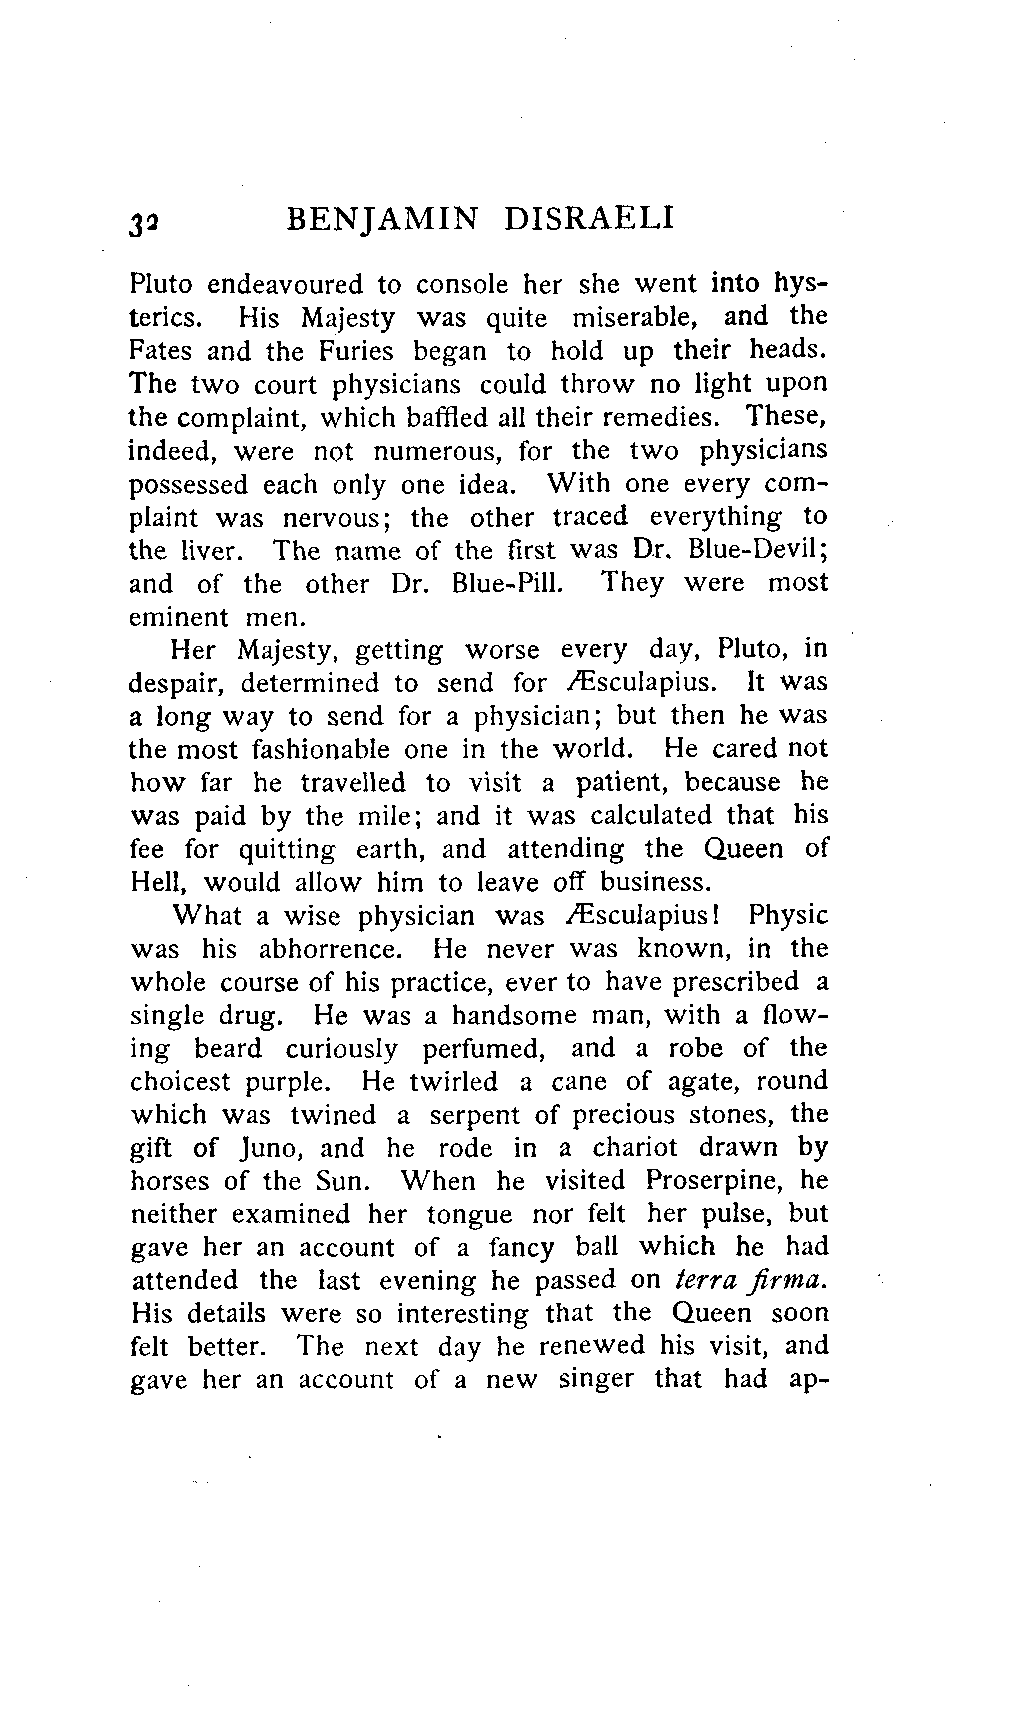 32 BENJAMIN DISRAELI
Pluto endeavoured to console her she went into hys-
terics. His Majesty was quite miserable, and the
Fates and the Furies began to hold up their heads.
The two court physicians could throw no light upon
the complaint, which baffled all their remedies. These,
indeed, were not numerous, for the two physicians
possessed each only one idea. With one every com-
plaint was nervous; the other traced everything to
the liver. The name of the first was Dr. Blue-Devil;
and of the other Dr. Blue-Pill. They were most
eminent men.
Her Majesty, getting worse every day, Pluto, in
despair, determined to send for Æsculapius. It was
a long way to send for a physician; but then he was
the most fashionable one in the world. He cared not
how far he travelled to visit a patient, because he
was paid by the mile; and it was calculated that his
fee for quitting earth, and attending the Queen of
Hell, would allow him to leave off business.
What a wise physician was Æsculapius! Physic
was his abhorrence. He never was known, in the
whole course of his practice, ever to have prescribed a
single drug. He was a handsome man, with a flow-
ing beard curiously perfumed, and a robe of the
choicest purple. He twirled a cane of agate, round
which was twined a serpent of precious stones, the
gift of Juno, and he rode in a chariot drawn by
horses of the Sun. When he visited Proserpine, he
neither examined her tongue nor felt her pulse, but
gave her an account of a fancy ball which he had
attended the last evening he passed on terra firma.
His details were so interesting that the Queen soon
felt better. The next day he renewed his visit, and
gave her an account of a new singer that had ap-